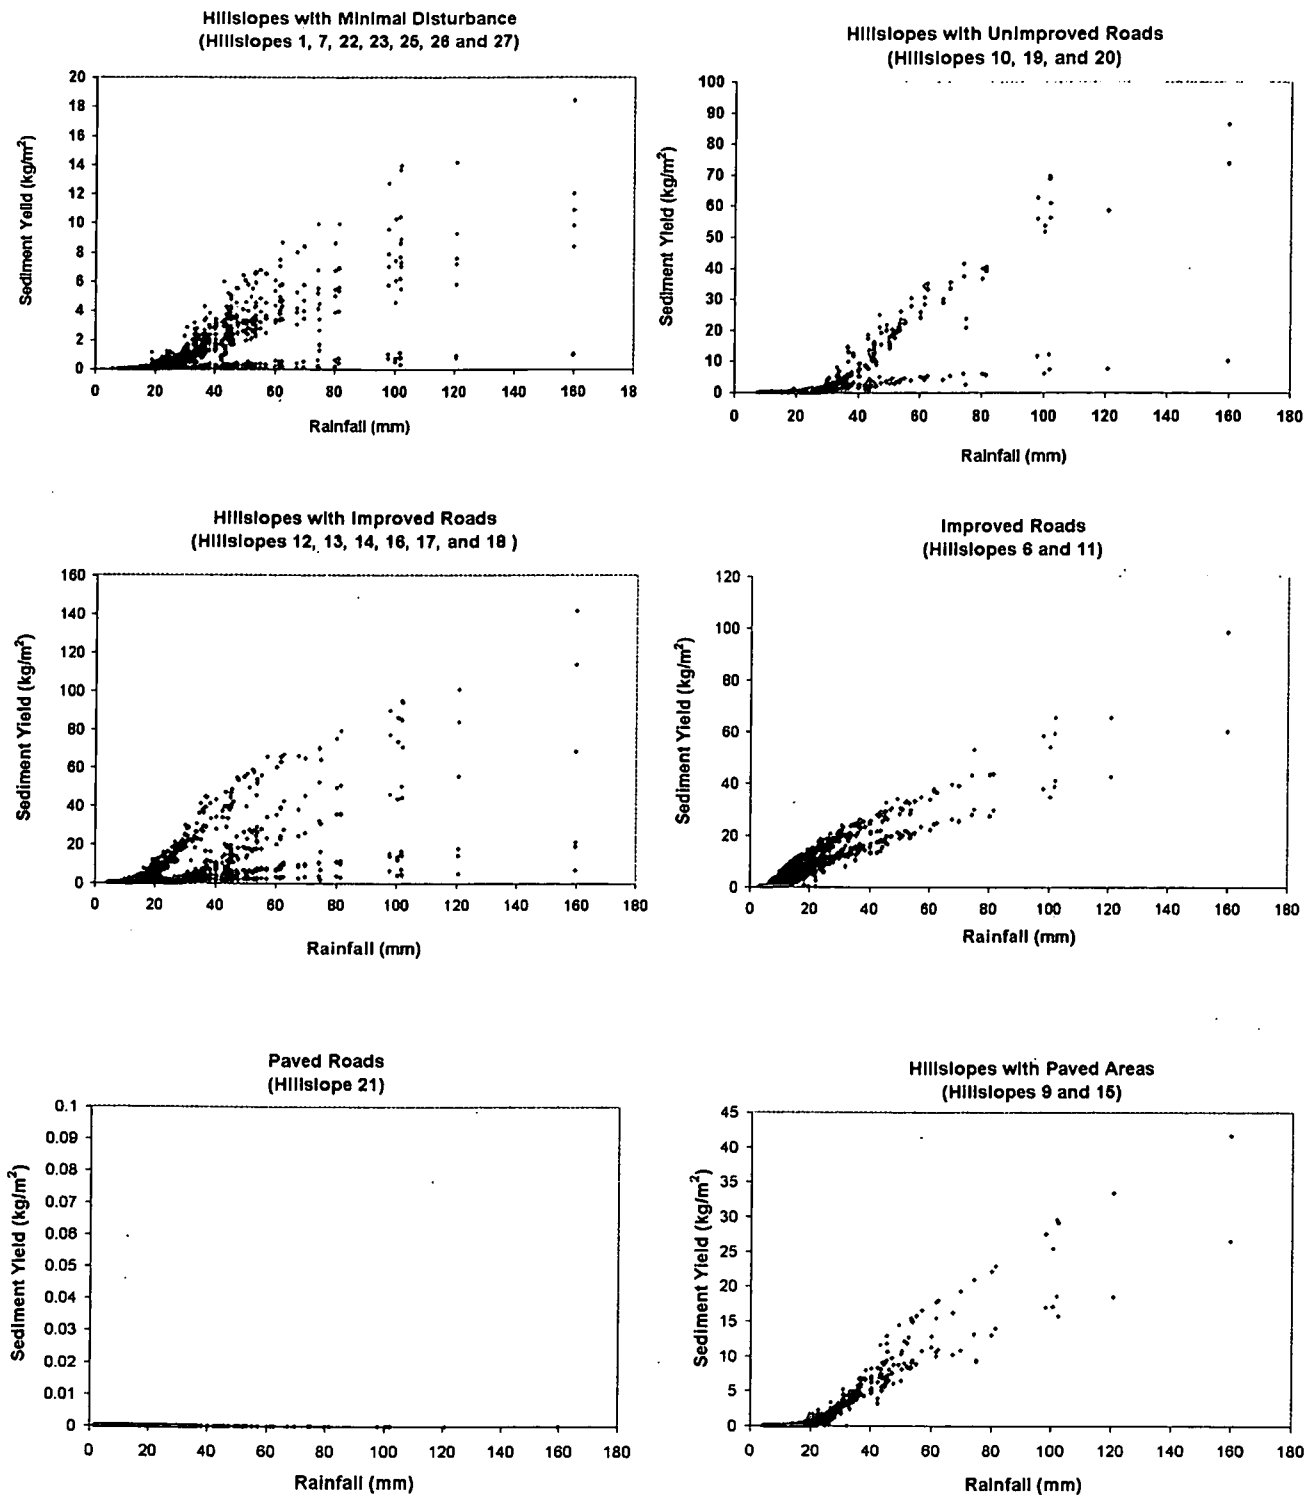 Hillslopes with Minimal Disturbance
(Hillslopes 1, 7, 22, 23, 25, 26 and 27)
20
18
16
14
12
10
8
6
4
2
0
Sediment Yeild (kg/m²)
0 20 40 60 80 100 120 140 160 18
Rainfall (mm)
Hillslopes with Unimproved Roads
(Hillslopes 10, 19, and 20)
100
90
80
70
60
50
40
30
20
10
0
Sediment Yield (kg/m²)
0 20 40 60 80 100 120 140 160 180
Rainfall (mm)
Hillslopes with Improved Roads
(Hillslopes 12, 13, 14, 16, 17, and 18 )
160
140
120
100
80
60
40
20
0
Sediment Yield (kg/m²)
0 20 40 60 80 100 120 140 160 180
Rainfall (mm)
Improved Roads
(Hillslopes 6 and 11)
120
100
80
60
40
20
0
Sediment Yield (kg/m²)
0 20 40 60 80 100 120 140 160 180
Rainfall (mm)
Paved Roads
(Hillslope 21)
0.1
0.09
0.08
0.07
0.06
0.05
0.04
0.03
0.02
0.01
0
Sediment Yield (kg/m²)
0 20 40 60 80 100 120 140 160 180
Rainfall (mm)
Hillslopes with Paved Areas
(Hillslopes 9 and 15)
45
40
35
30
25
20
15
10
5
0
Sediment Yield (kg/m²)
0 20 40 60 80 100 120 140 160 180
Rainfall (mm)